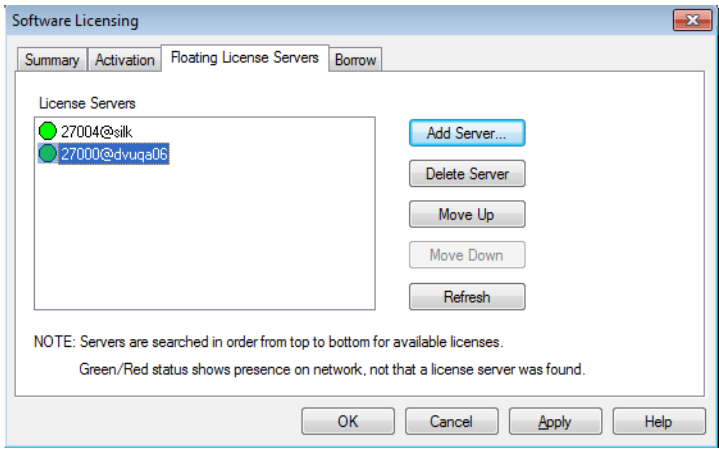 Software Licensing
Summary Activation Floating License Servers Borrow
License Servers
27004@silk
27000@dvuqa06
Add Server...
Delete Server
Move Up
Move Down
Refresh
NOTE: Servers are searched in order from top to bottom for available licenses.
Green/Red status shows presence on network, not that a license server was found.
OK Cancel Apply Help